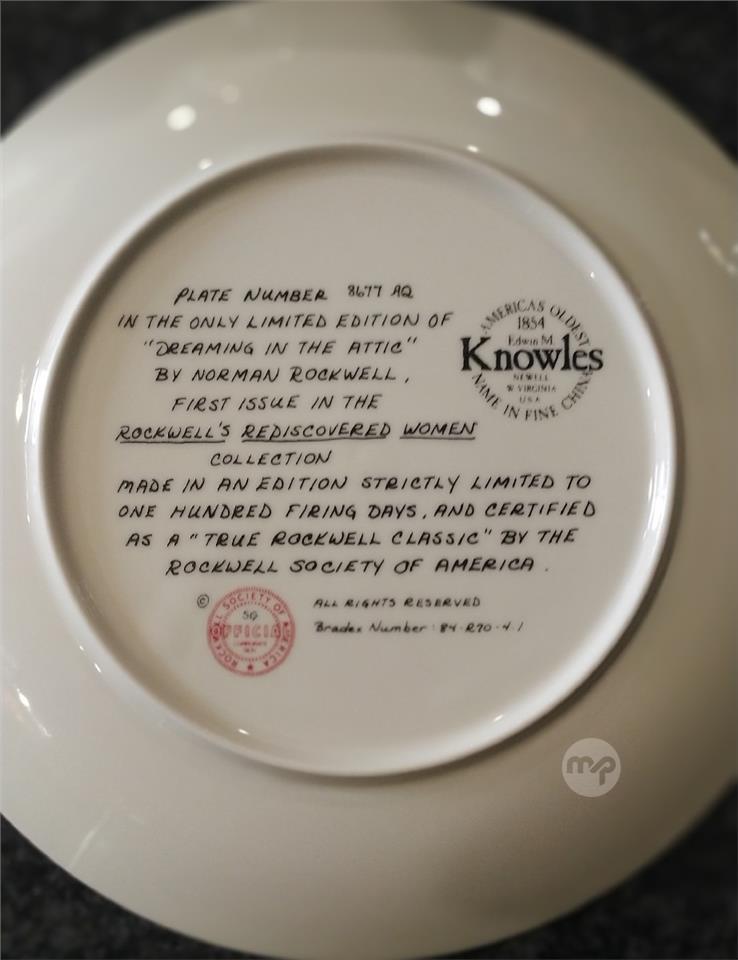 PLATE NUMBER 8677 AQ
IN THE ONLY LIMITED EDITION OF
"DREAMING IN THE ATTIC"
BY NORMAN ROCKWELL,
FIRST ISSUE IN THE
ROCKWELL'S REDISCOVERED WOMEN
COLLECTION
MADE IN AN EDITION STRICTLY LIMITED TO
ONE HUNDRED FIRING DAYS, AND CERTIFIED
AS A "TRUE ROCKWELL CLASSIC" BY THE
ROCKWELL SOCIETY OF AMERICA.
AMERICAS OLDEST
1854
Edwin M.
Knowles
NEWELL
W VIRGINIA
USA
NAME IN FINE CHINA
© ALL RIGHTS RESERVED
Bradex Number: 84-R70-4.1
ROCKWELL SOCIETY OF AMERICA
SG
OFFICIAL
mp